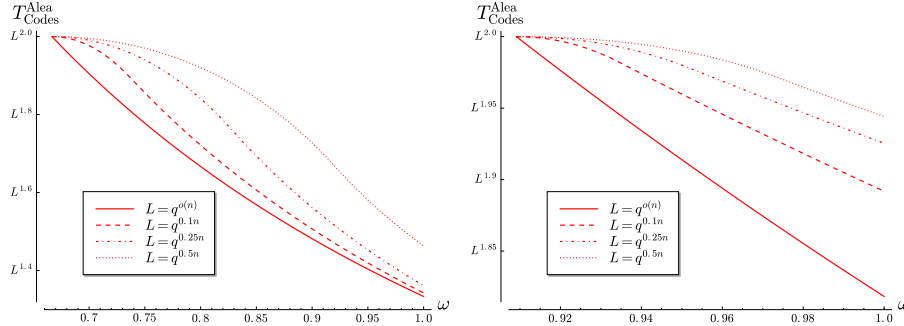 T^Alea_Codes
L^2.0
L^1.8
L^1.6
L^1.4
L = q^o(n)
L = q^0.1n
L = q^0.25n
L = q^0.5n
0.7 0.75 0.8 0.85 0.9 0.95 1.0 ω
T^Alea_Codes
L^2.0
L^1.95
L^1.9
L^1.85
L = q^o(n)
L = q^0.1n
L = q^0.25n
L = q^0.5n
0.92 0.94 0.96 0.98 1.0 ω